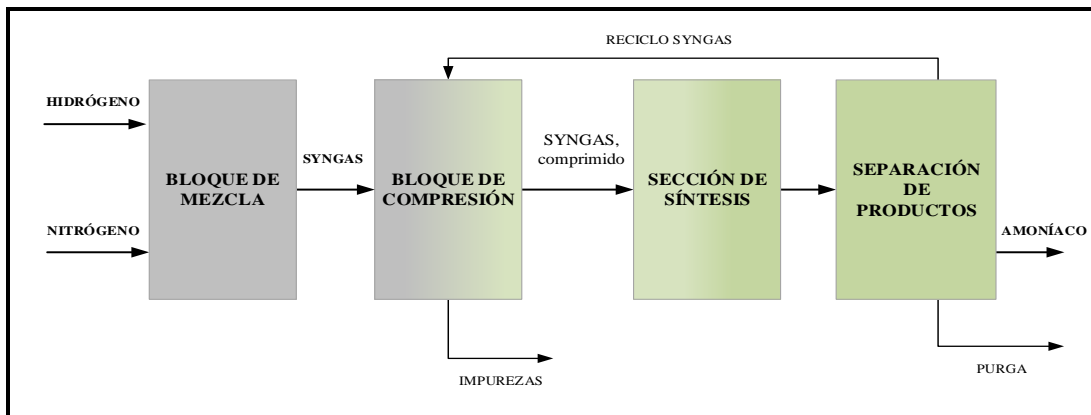 RECICLO SYNGAS
HIDRÓGENO
NITRÓGENO
BLOQUE DE
MEZCLA
SYNGAS
BLOQUE DE
COMPRESIÓN
SYNGAS,
comprimido
SECCIÓN DE
SÍNTESIS
SEPARACIÓN
DE
PRODUCTOS
AMONÍACO
IMPUREZAS
PURGA